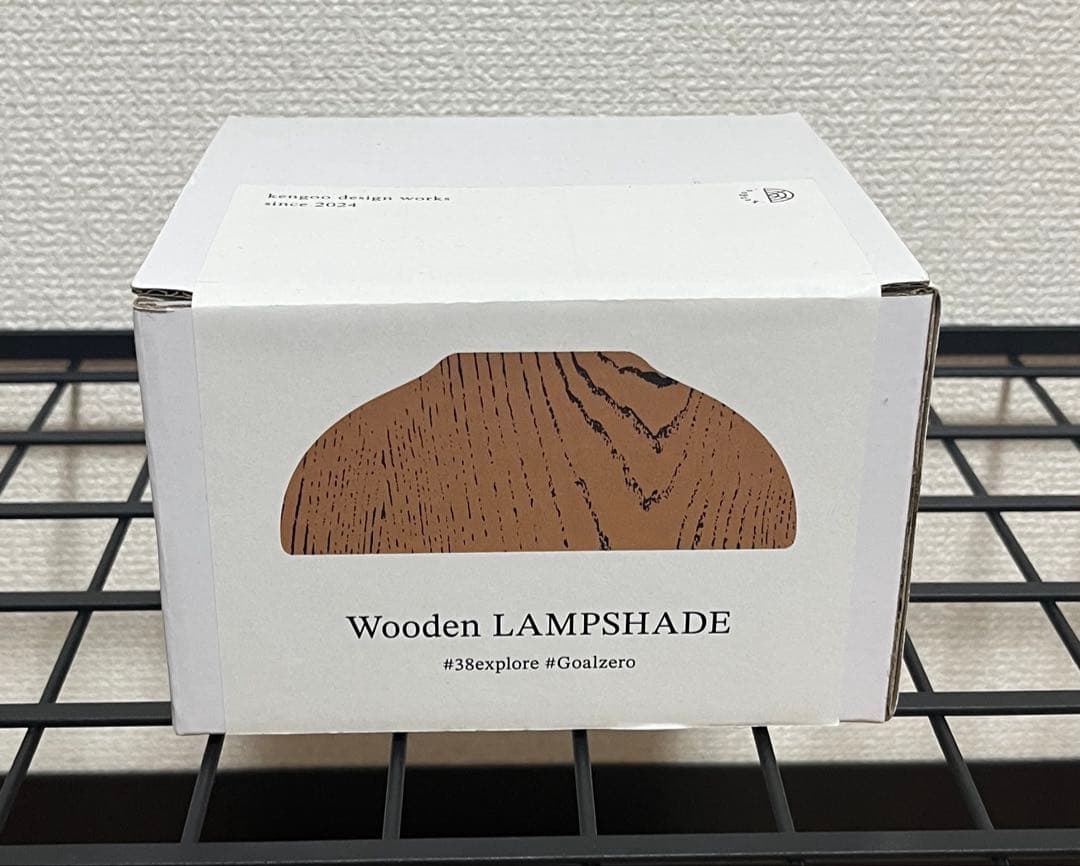 kengoo design works
since 2024
Wooden LAMPSHADE
#38explore #Goalzero